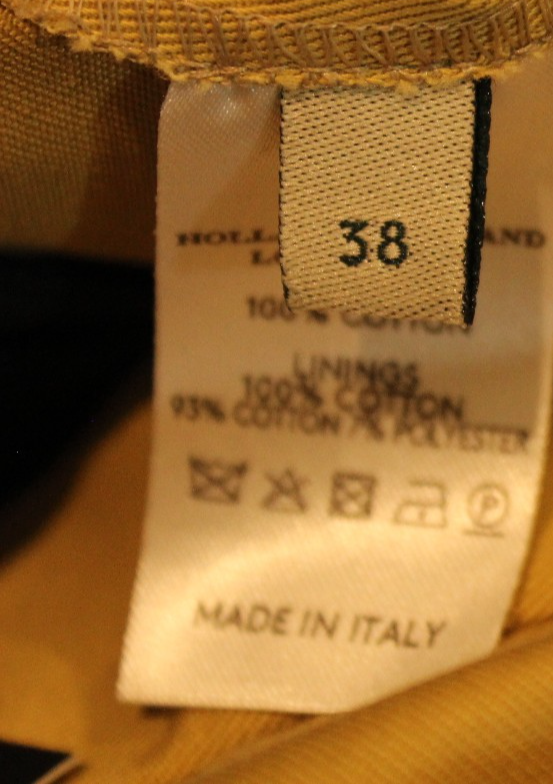 38
100% COTTON
LININGS
100% COTTON
93% COTTON 7% POLYESTER
P
MADE IN ITALY